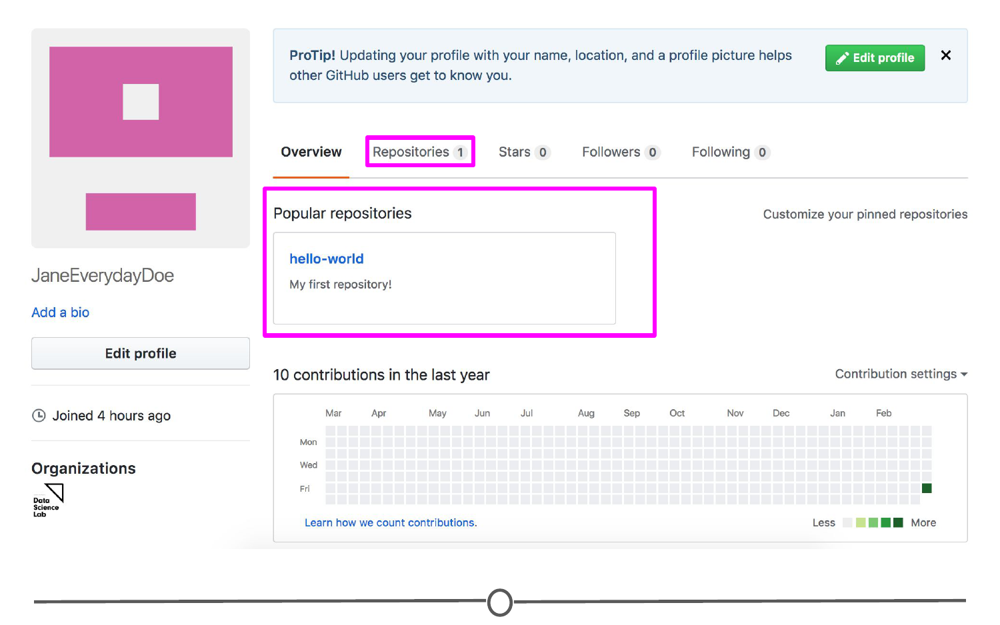 ProTip! Updating your profile with your name, location, and a profile picture helps
other GitHub users get to know you.
Edit profile
Overview
Repositories 1
Stars 0
Followers 0
Following 0
JaneEverydayDoe
Add a bio
Edit profile
Joined 4 hours ago
Organizations
Data
Science
Lab
Popular repositories
Customize your pinned repositories
hello-world
My first repository!
10 contributions in the last year
Contribution settings
Mar Apr May Jun Jul Aug Sep Oct Nov Dec Jan Feb
Mon
Wed
Fri
Learn how we count contributions.
Less More